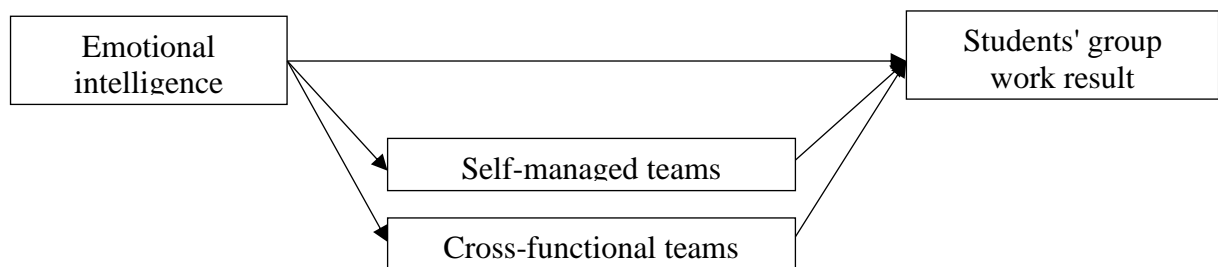 Emotional
intelligence
Students' group
work result
Self-managed teams
Cross-functional teams